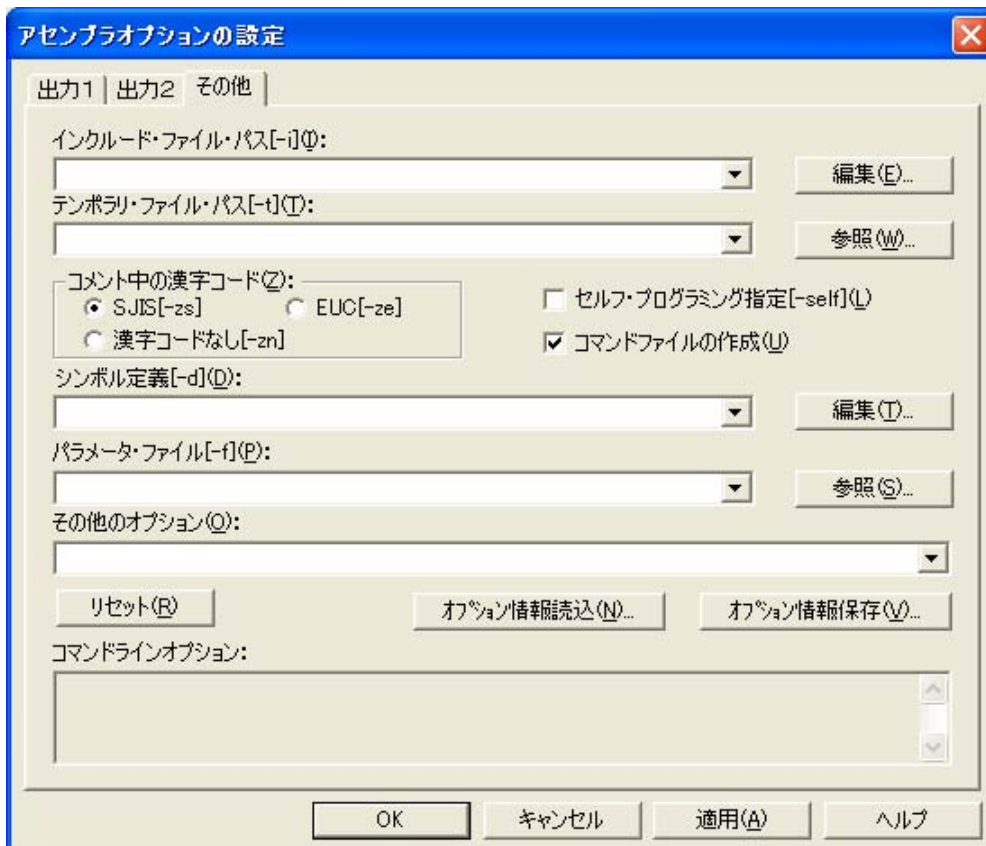 アセンブラオプションの設定
出力1 出力2 その他
インクルード・ファイル・パス[-i](I):
編集(E)...
テンポラリ・ファイル・パス[-t](T):
参照(W)...
コメント中の漢字コード(Z):
SJIS[-zs] EUC[-ze]
漢字コードなし[-zn]
セルフ・プログラミング指定[-self](L)
コマンドファイルの作成(U)
シンボル定義[-d](D):
編集(T)...
パラメータ・ファイル[-f](P):
参照(S)...
その他のオプション(O):
リセット(R) オプション情報読込(N)... オプション情報保存(V)...
コマンドラインオプション:
OK キャンセル 適用(A) ヘルプ